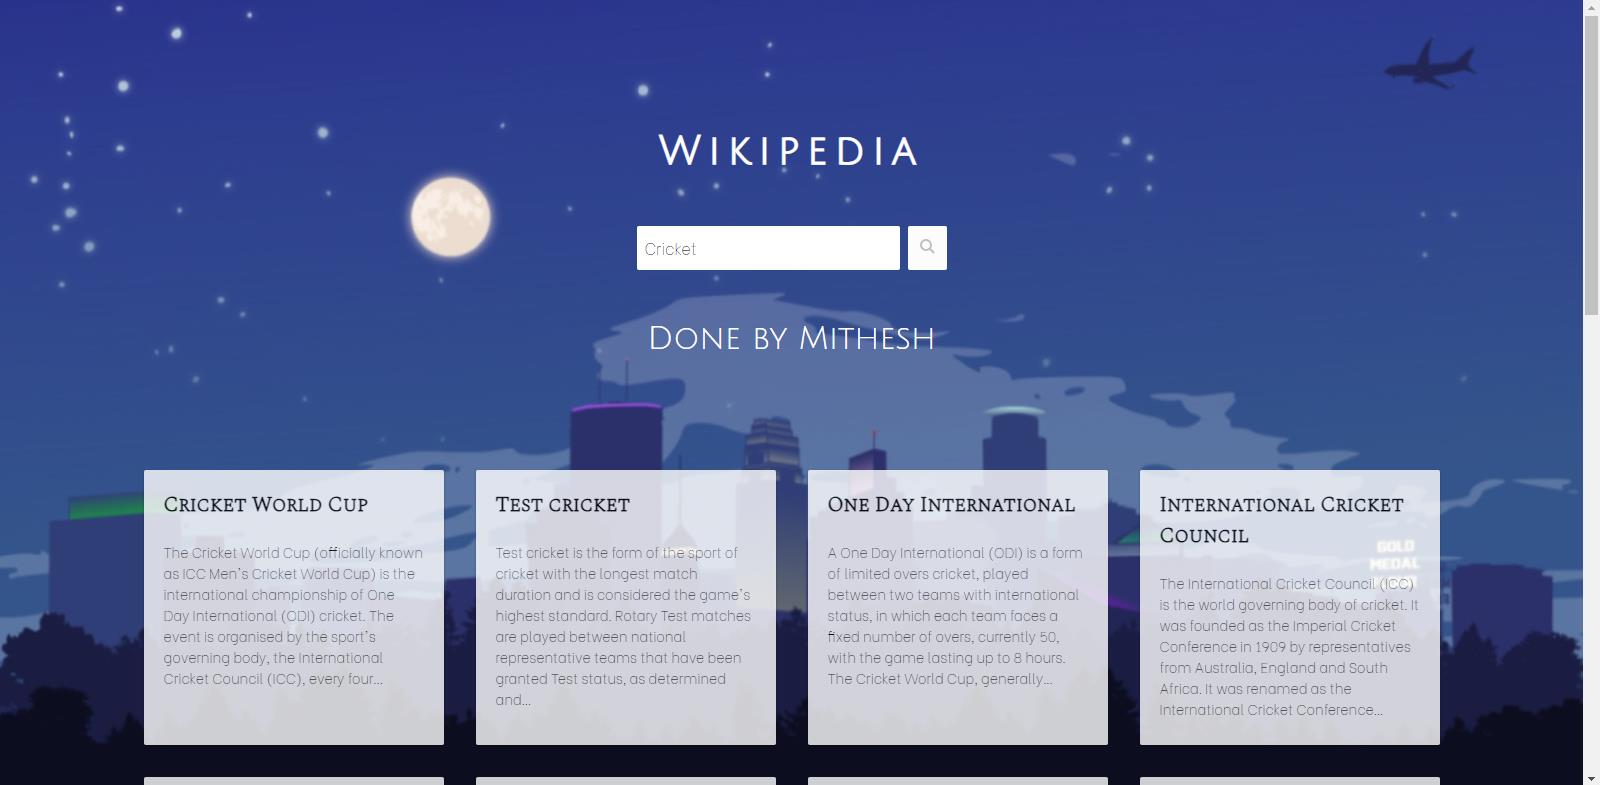 Wikipedia
Cricket
Done by Mithesh
Cricket World Cup
The Cricket World Cup (officially known
as ICC Men's Cricket World Cup) is the
international championship of One
Day International (ODI) cricket. The
event is organised by the sport's
governing body, the International
Cricket Council (ICC), every four...
Test cricket
Test cricket is the form of the sport of
cricket with the longest match
duration and is considered the game's
highest standard. Rotary Test matches
are played between national
representative teams that have been
granted Test status, as determined
and...
One Day International
A One Day International (ODI) is a form
of limited overs cricket, played
between two teams with international
status, in which each team faces a
fixed number of overs, currently 50,
with the game lasting up to 8 hours.
The Cricket World Cup, generally...
International Cricket
Council
The International Cricket Council (ICC)
is the world governing body of cricket. It
was founded as the Imperial Cricket
Conference in 1909 by representatives
from Australia, England and South
Africa. It was renamed as the
International Cricket Conference...
GOLD
MEDAL